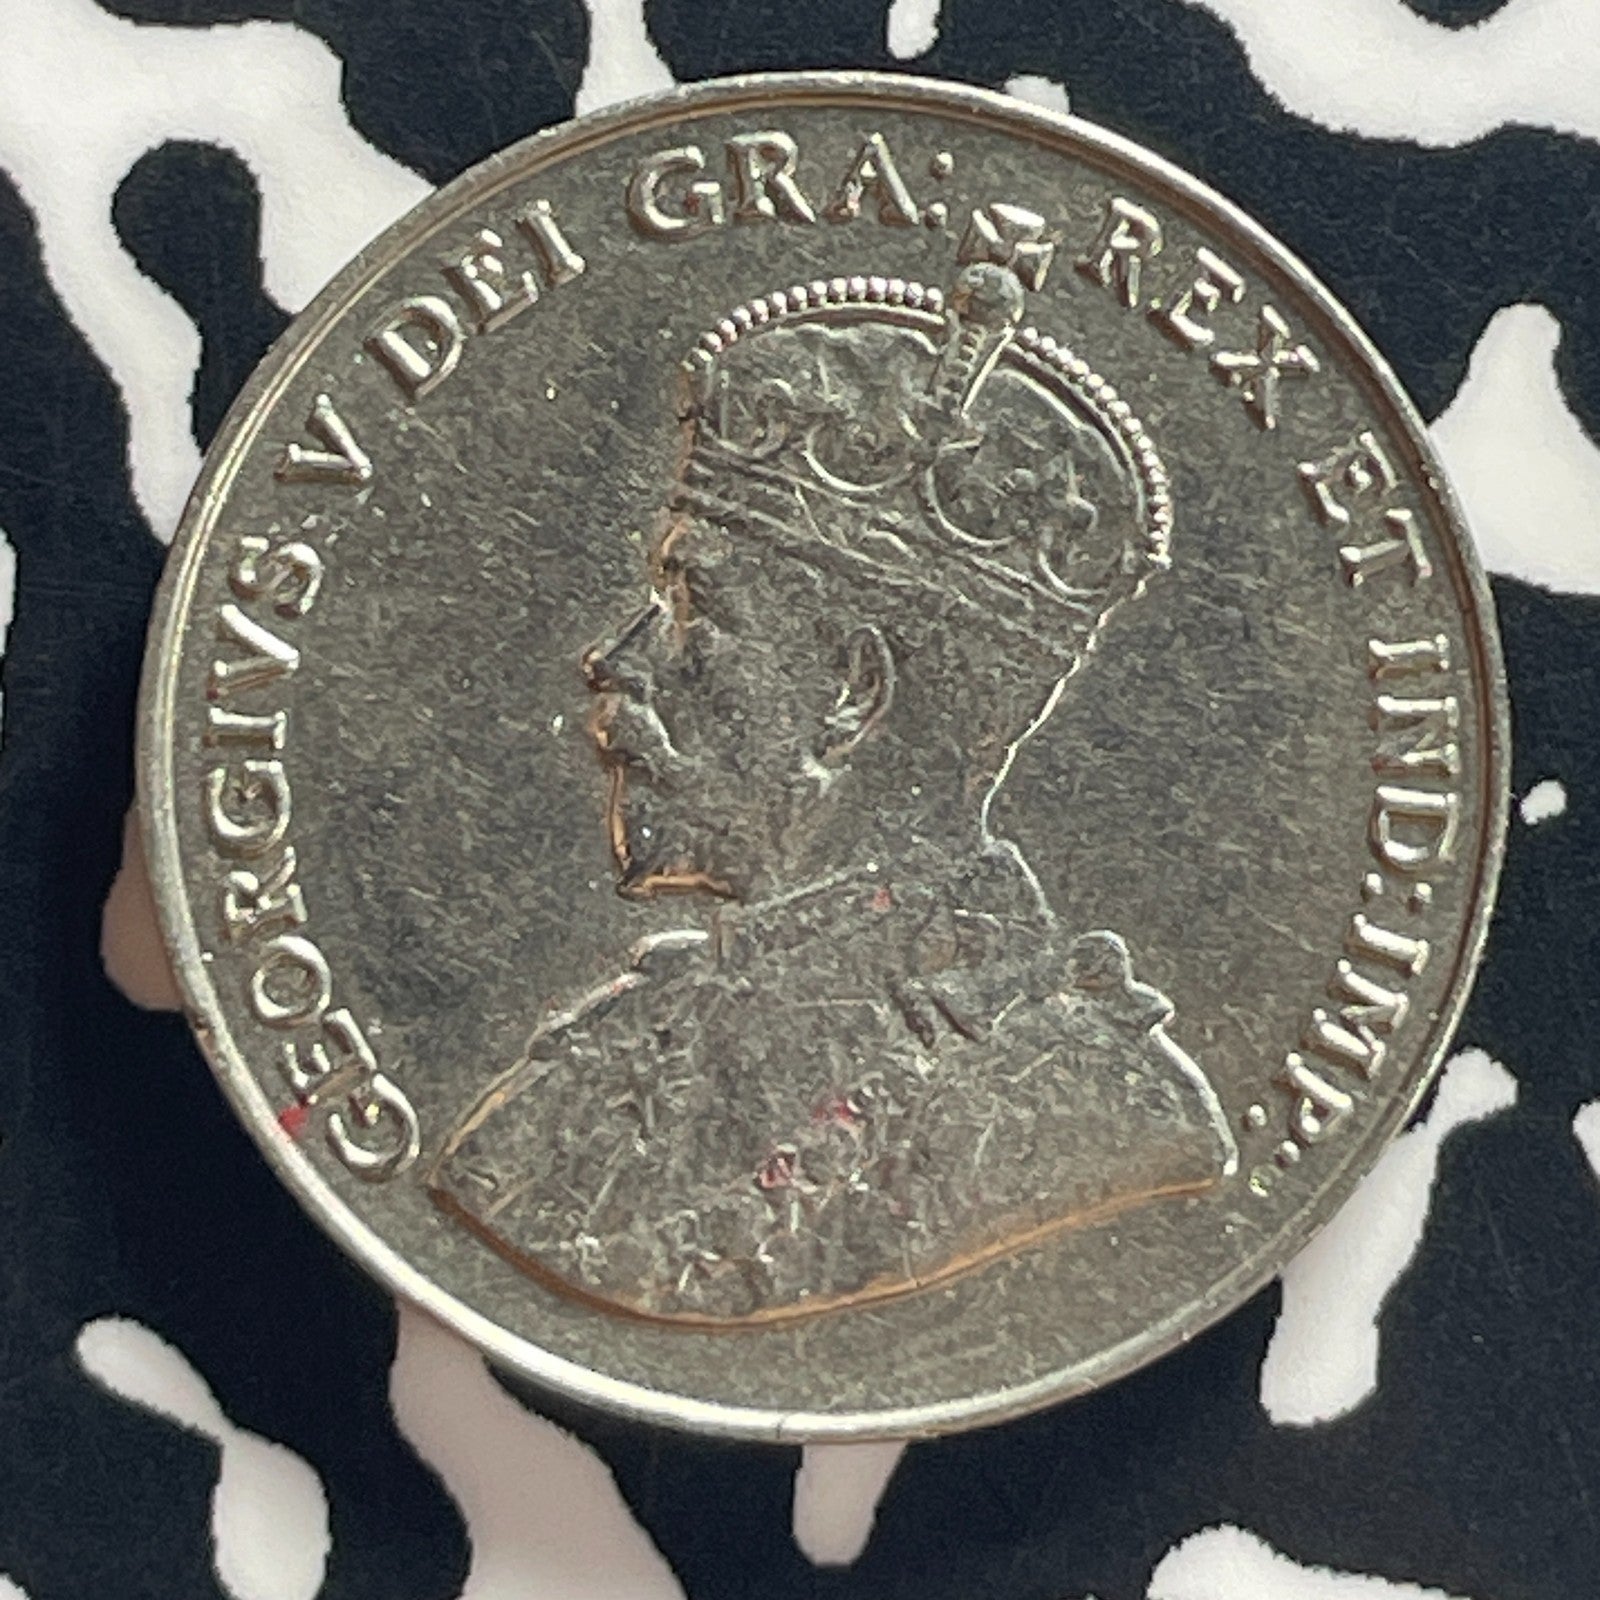 GEORGIVS V DEI GRA: REX ET IND: IMP: